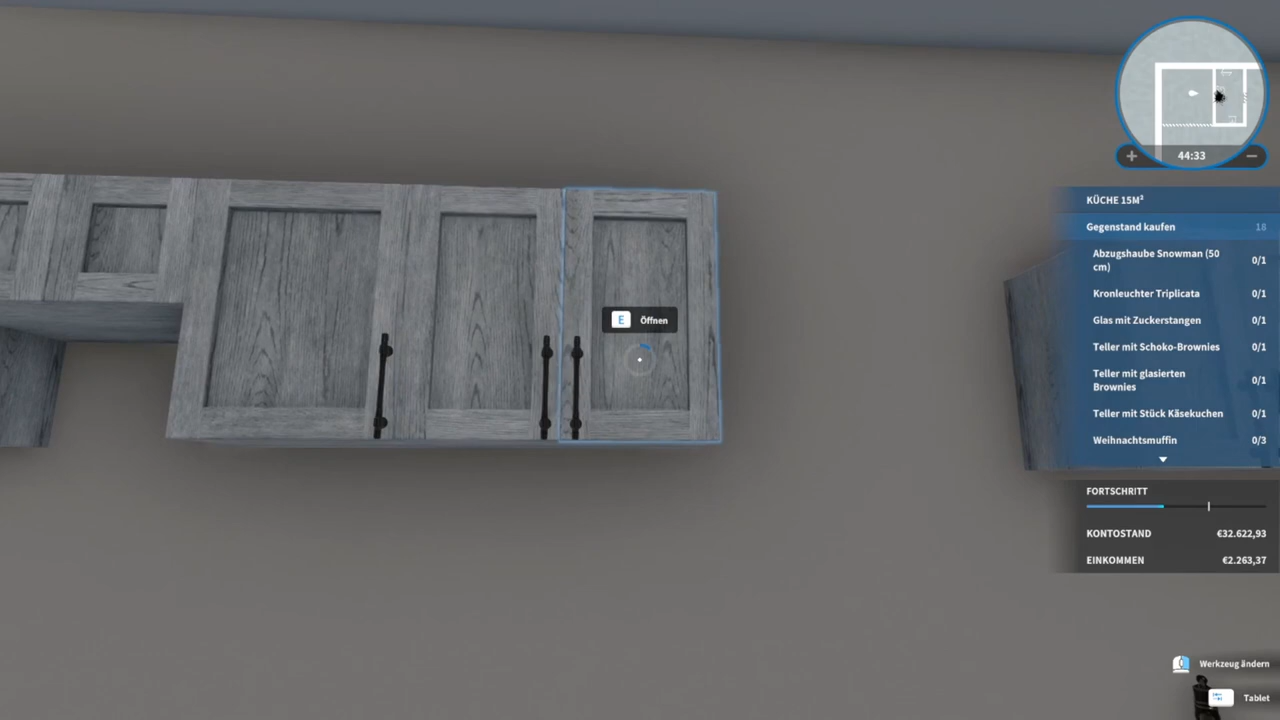 44:33
KÜCHE 15M²
Gegenstand kaufen 18
Abzugshaube Snowman (50
cm) 0/1
Kronleuchter Triplicata 0/1
Glas mit Zuckerstangen 0/1
Teller mit Schoko-Brownies 0/1
Teller mit glasierten
Brownies 0/1
Teller mit Stück Käsekuchen 0/1
Weihnachtsmuffin 0/3
E Öffnen
FORTSCHRITT
KONTOSTAND €32.622,93
EINKOMMEN €2.263,37
Werkzeug ändern
Tablet